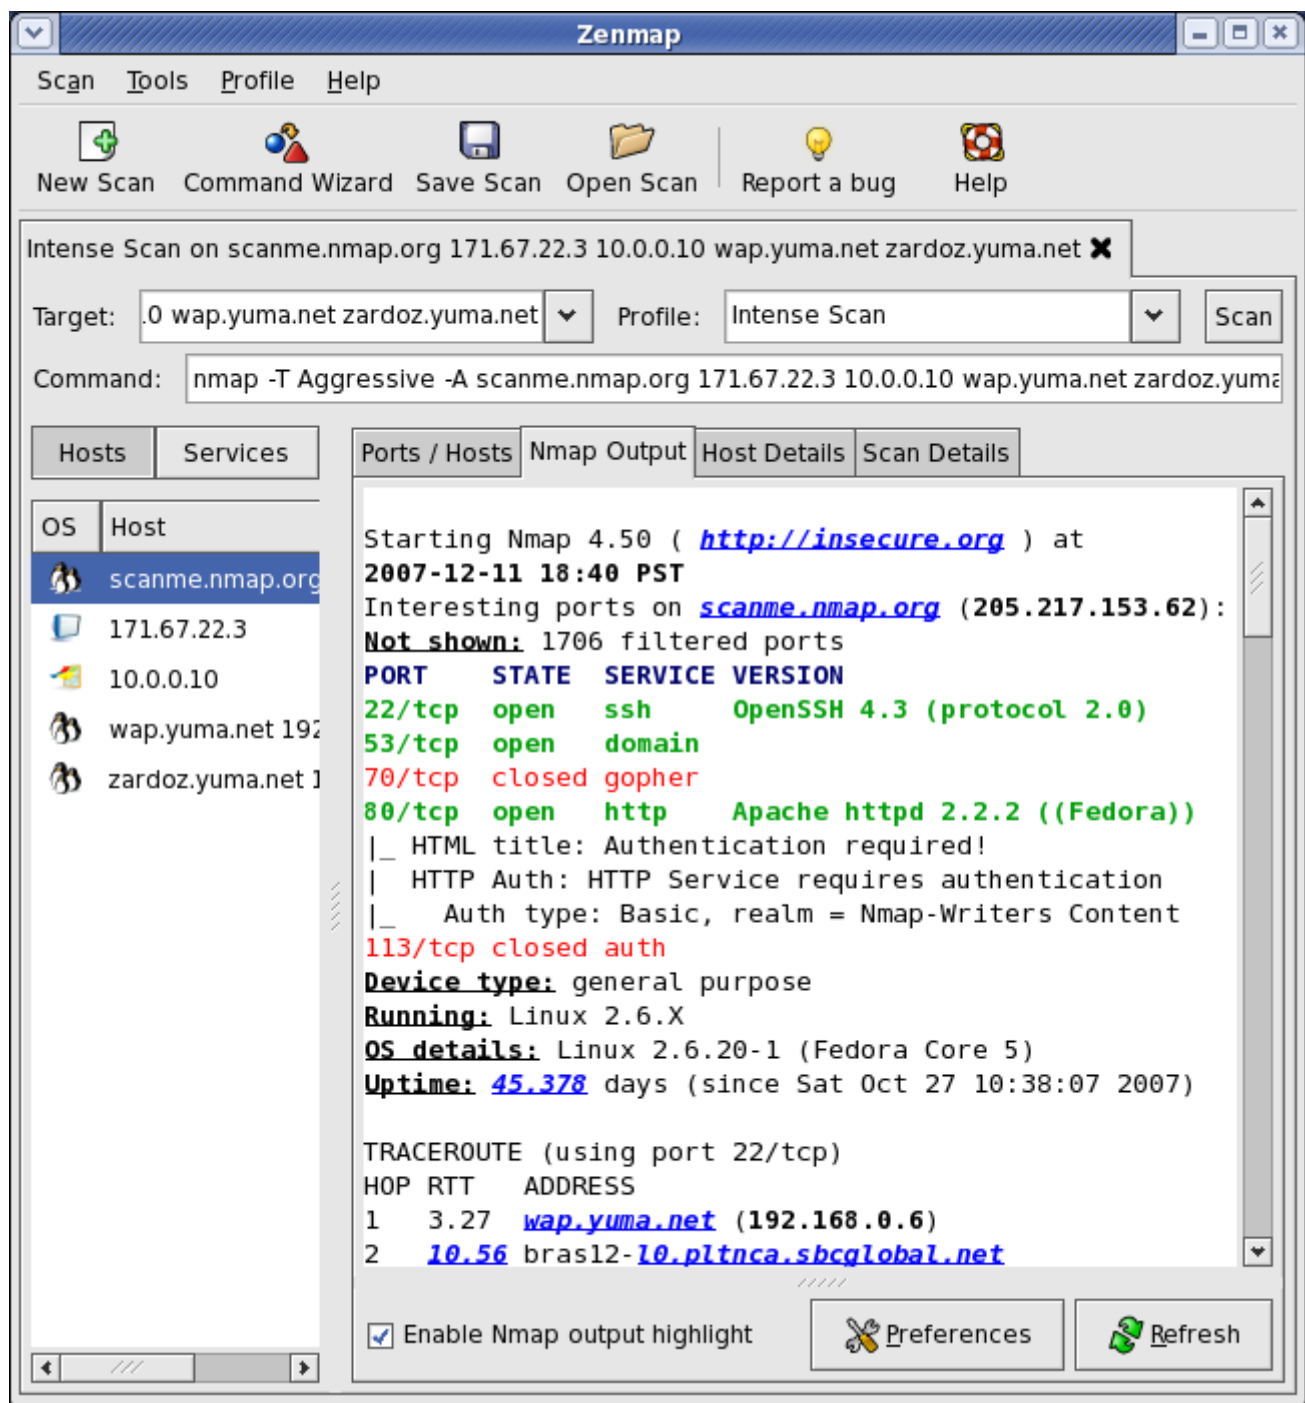 Zenmap
Scan Tools Profile Help
New Scan Command Wizard Save Scan Open Scan Report a bug Help
Intense Scan on scanme.nmap.org 171.67.22.3 10.0.0.10 wap.yuma.net zardoz.yuma.net
Target: .0 wap.yuma.net zardoz.yuma.net Profile: Intense Scan Scan
Command: nmap -T Aggressive -A scanme.nmap.org 171.67.22.3 10.0.0.10 wap.yuma.net zardoz.yuma
Hosts Services
OS Host
scanme.nmap.org
171.67.22.3
10.0.0.10
wap.yuma.net 192
zardoz.yuma.net 1
Ports / Hosts Nmap Output Host Details Scan Details
Starting Nmap 4.50 ( http://insecure.org ) at
2007-12-11 18:40 PST
Interesting ports on scanme.nmap.org (205.217.153.62):
Not shown: 1706 filtered ports
PORT STATE SERVICE VERSION
22/tcp open ssh OpenSSH 4.3 (protocol 2.0)
53/tcp open domain
70/tcp closed gopher
80/tcp open http Apache httpd 2.2.2 ((Fedora))
|_ HTML title: Authentication required!
| HTTP Auth: HTTP Service requires authentication
|_ Auth type: Basic, realm = Nmap-Writers Content
113/tcp closed auth
Device type: general purpose
Running: Linux 2.6.X
OS details: Linux 2.6.20-1 (Fedora Core 5)
Uptime: 45.378 days (since Sat Oct 27 10:38:07 2007)
TRACEROUTE (using port 22/tcp)
HOP RTT ADDRESS
1 3.27 wap.yuma.net (192.168.0.6)
2 10.56 bras12-l0.pltnca.sbcglobal.net
Enable Nmap output highlight Preferences Refresh